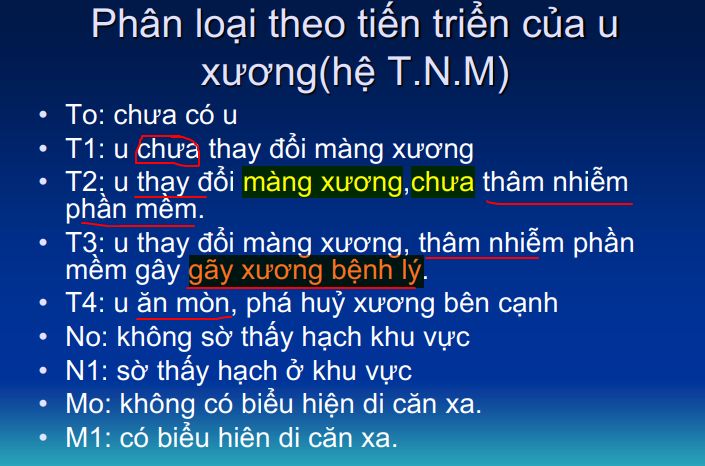 Phân loại theo tiến triển của u
xương(hệ T.N.M)
• To: chưa có u
• T1: u chưa thay đổi màng xương
• T2: u thay đổi màng xương,chưa thâm nhiễm
phần mềm.
• T3: u thay đổi màng xương, thâm nhiễm phần
mềm gây gãy xương bệnh lý.
• T4: u ăn mòn, phá huỷ xương bên cạnh
• No: không sờ thấy hạch khu vực
• N1: sờ thấy hạch ở khu vực
• Mo: không có biểu hiện di căn xa.
• M1: có biểu hiên di căn xa.